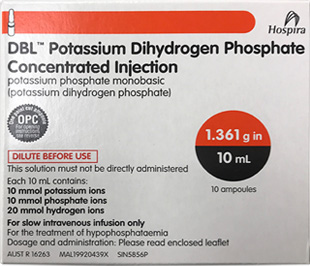 Hospira
DBL™ Potassium Dihydrogen Phosphate
Concentrated Injection
potassium phosphate monobasic
(potassium dihydrogen phosphate)
OPC
1.361 g in
10 mL
10 ampoules
DILUTE BEFORE USE
This solution must not be directly administered
Each 10 mL contains:
10 mmol potassium ions
10 mmol phosphate ions
20 mmol hydrogen ions
For slow intravenous infusion only
For the treatment of hypophosphataemia
Dosage and administration: Please read enclosed leaflet
AUST R 16263 MAL19920439X SIN5856P